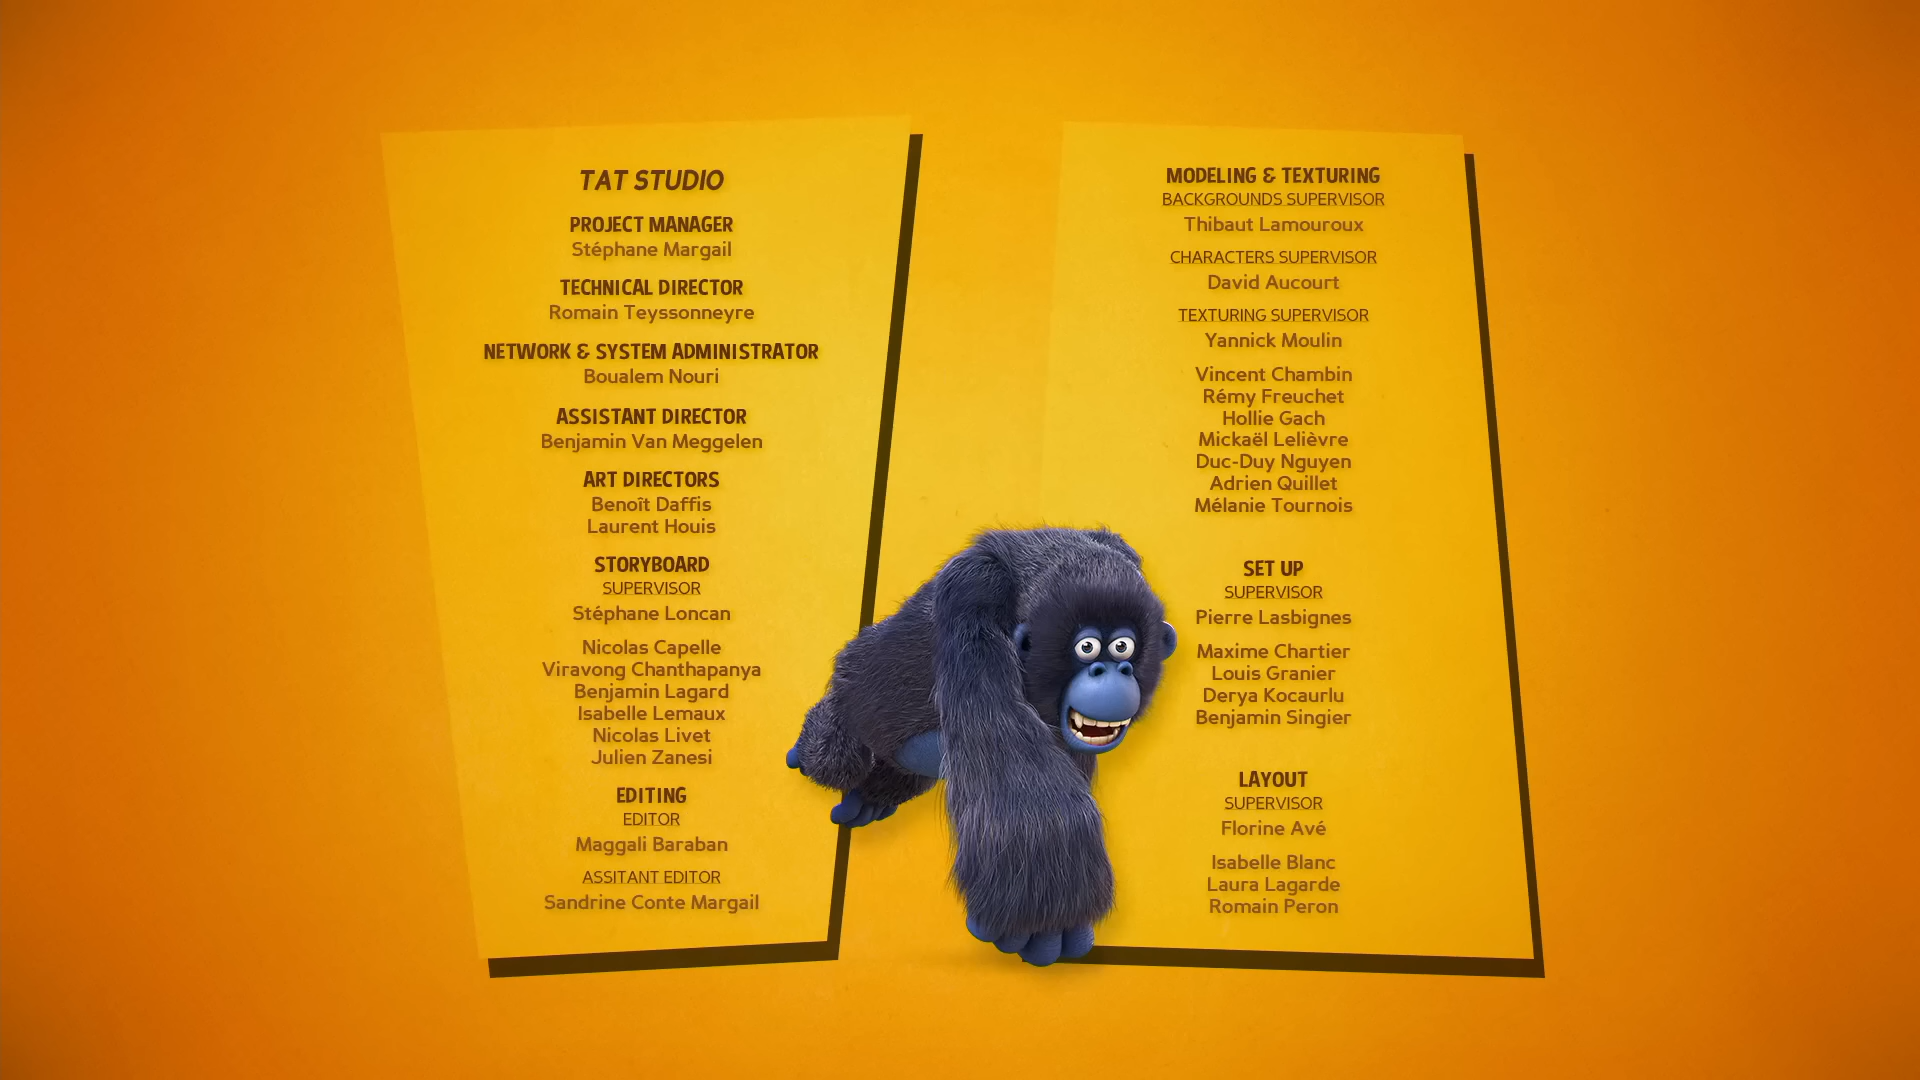 TAT STUDIO
PROJECT MANAGER
Stéphane Margail
TECHNICAL DIRECTOR
Romain Teyssonneyre
NETWORK & SYSTEM ADMINISTRATOR
Boualem Nouri
ASSISTANT DIRECTOR
Benjamin Van Meggelen
ART DIRECTORS
Benoît Daffis
Laurent Houis
STORYBOARD
SUPERVISOR
Stéphane Loncan
Nicolas Capelle
Viravong Chanthapanya
Benjamin Lagard
Isabelle Lemaux
Nicolas Livet
Julien Zanesi
EDITING
EDITOR
Maggali Baraban
ASSITANT EDITOR
Sandrine Conte Margail
MODELING & TEXTURING
BACKGROUNDS SUPERVISOR
Thibaut Lamouroux
CHARACTERS SUPERVISOR
David Aucourt
TEXTURING SUPERVISOR
Yannick Moulin
Vincent Chambin
Rémy Freuchet
Hollie Gach
Mickaël Lelièvre
Duc-Duy Nguyen
Adrien Quillet
Mélanie Tournois
SET UP
SUPERVISOR
Pierre Lasbignes
Maxime Chartier
Louis Granier
Derya Kocaurlu
Benjamin Singier
LAYOUT
SUPERVISOR
Florine Avé
Isabelle Blanc
Laura Lagarde
Romain Peron